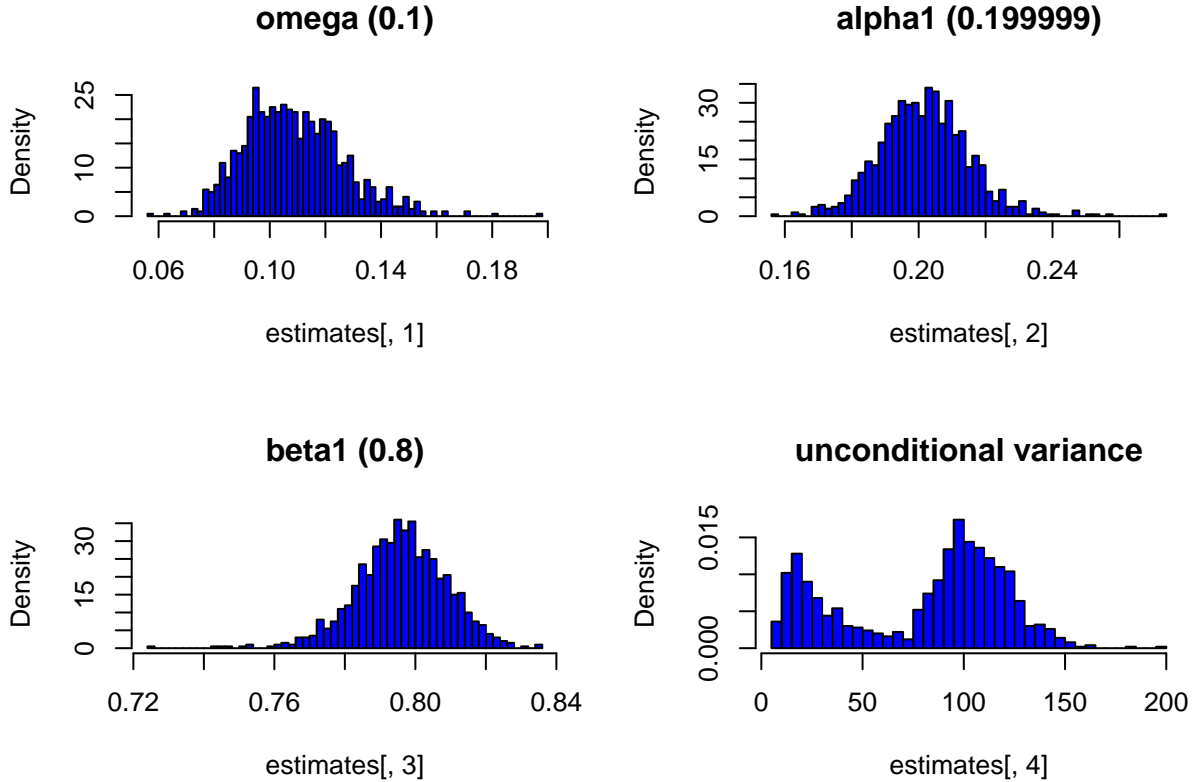 omega (0.1)
Density
0 10 25
0.06 0.10 0.14 0.18
estimates[, 1]
alpha1 (0.199999)
Density
0 15 30
0.16 0.20 0.24
estimates[, 2]
beta1 (0.8)
Density
0 15 30
0.72 0.76 0.80 0.84
estimates[, 3]
unconditional variance
Density
0.000 0.015
0 50 100 150 200
estimates[, 4]